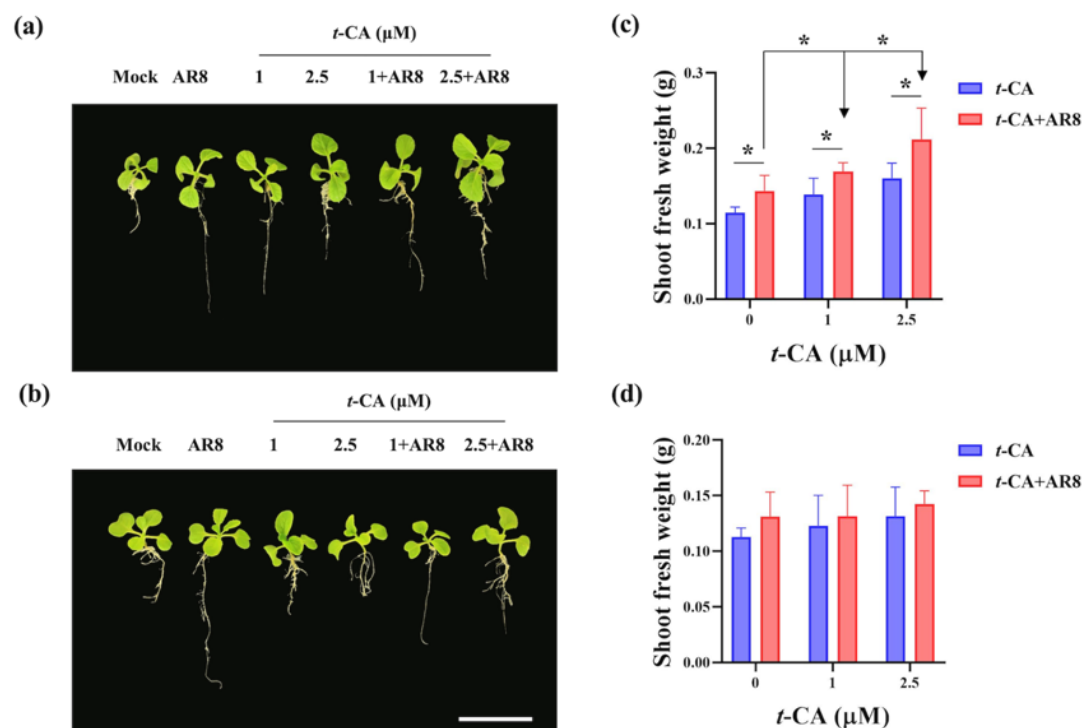 (a)
t-CA (μM)
Mock AR8 1 2.5 1+AR8 2.5+AR8
(b)
t-CA (μM)
Mock AR8 1 2.5 1+AR8 2.5+AR8
(c)
* *
* * *
t-CA
t-CA+AR8
Shoot fresh weight (g)
0.3
0.2
0.1
0.0
0 1 2.5
t-CA (μM)
(d)
t-CA
t-CA+AR8
Shoot fresh weight (g)
0.20
0.15
0.10
0.05
0.00
0 1 2.5
t-CA (μM)